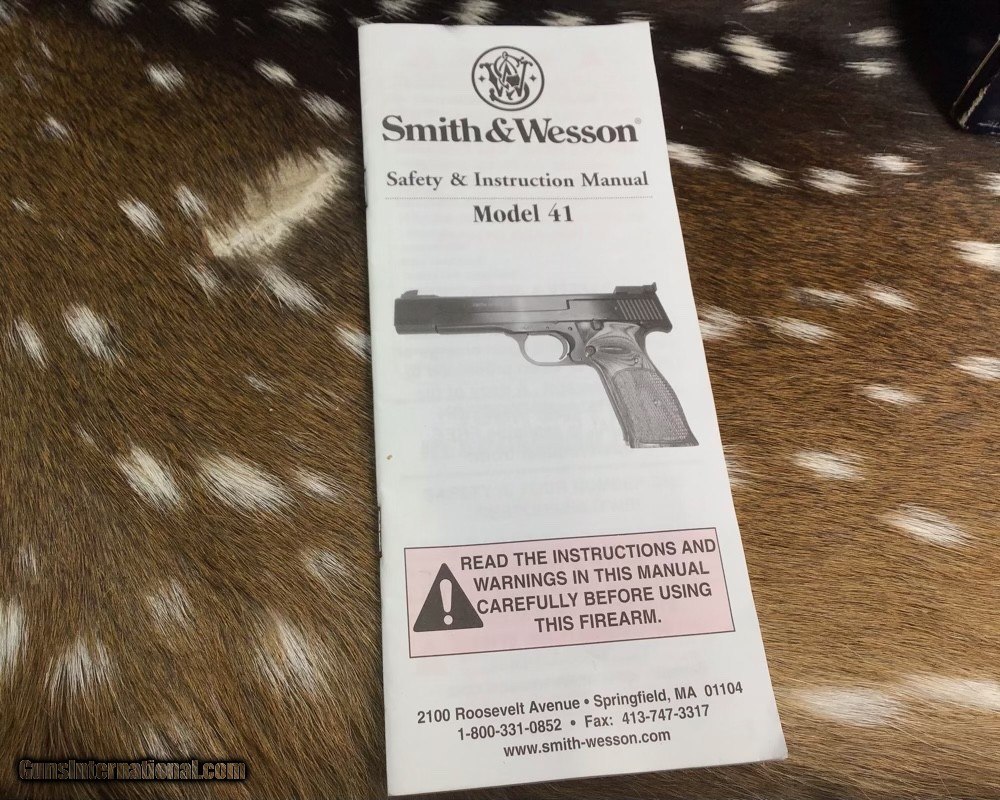 Smith & Wesson®
Safety & Instruction Manual
Model 41
READ THE INSTRUCTIONS AND
WARNINGS IN THIS MANUAL
CAREFULLY BEFORE USING
THIS FIREARM.
2100 Roosevelt Avenue • Springfield, MA 01104
1-800-331-0852 • Fax: 413-747-3317
www.smith-wesson.com
GunsInternational.com